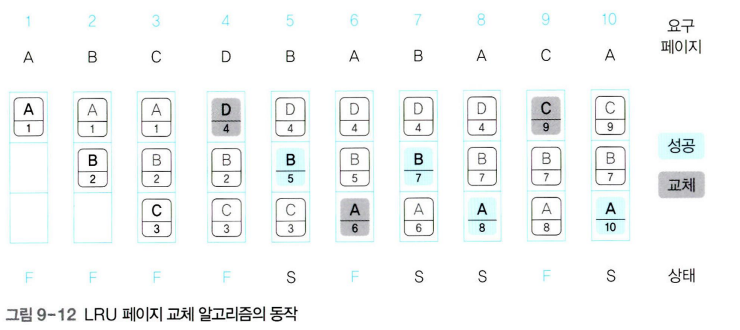 1 2 3 4 5 6 7 8 9 10 요구
A B C D B A B A C A 페이지
A A A D D D D D C C
1 1 1 4 4 4 4 4 9 9
B B B B B B B B B 성공
2 2 2 5 5 7 7 7 7
C C C A A A A A 교체
3 3 3 6 6 8 8 10
F F F F S F S S F S 상태
그림 9-12 LRU 페이지 교체 알고리즘의 동작